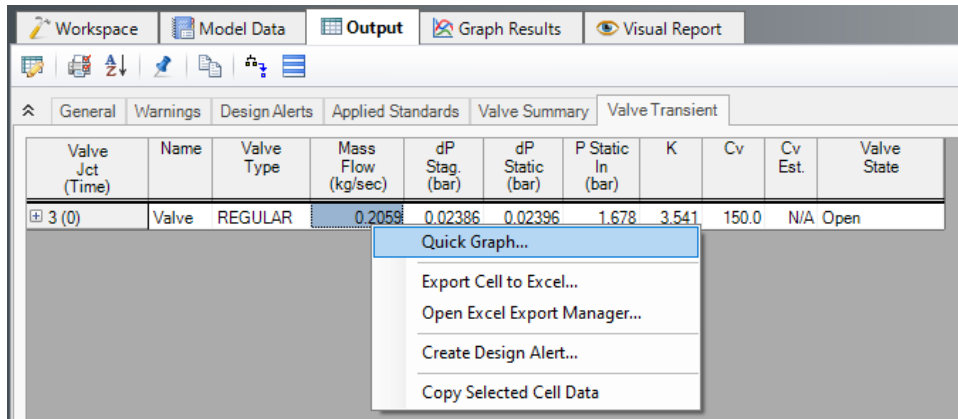 Workspace Model Data Output Graph Results Visual Report
General Warnings Design Alerts Applied Standards Valve Summary Valve Transient
Valve Jct (Time) Name Valve Type Mass Flow (kg/sec) dP Stag. (bar) dP Static (bar) P Static In (bar) K Cv Cv Est. Valve State
3 (0) Valve REGULAR 0.2059 0.02386 0.02396 1.678 3.541 150.0 N/A Open
Quick Graph...
Export Cell to Excel...
Open Excel Export Manager...
Create Design Alert...
Copy Selected Cell Data